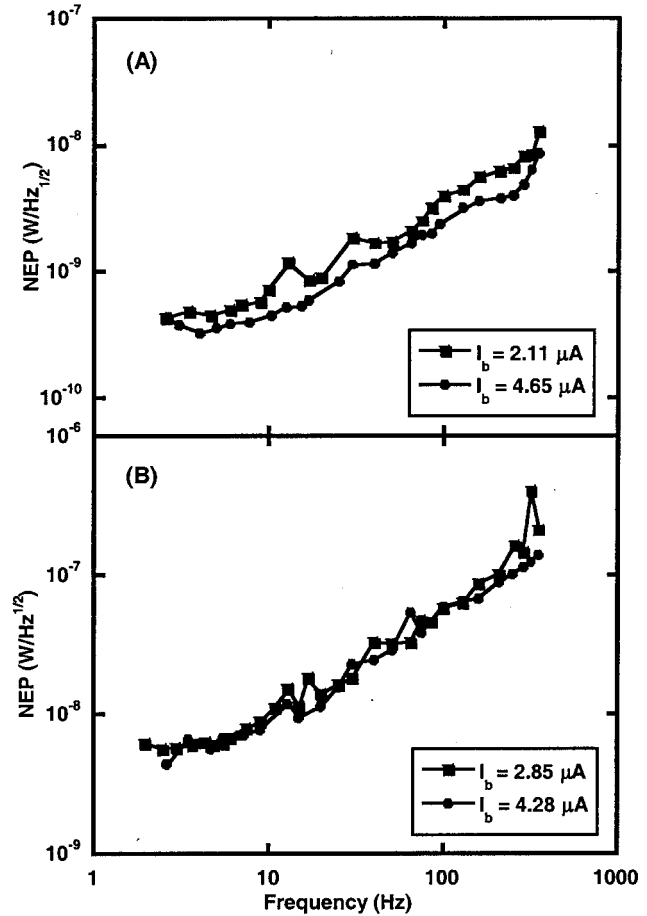 10⁻⁷
(A)
10⁻⁸
NEP (W/Hz₁/₂)
10⁻⁹
I_b = 2.11 µA
I_b = 4.65 µA
10⁻¹⁰
10⁻⁶
(B)
10⁻⁷
NEP (W/Hz¹/²)
10⁻⁸
I_b = 2.85 µA
I_b = 4.28 µA
10⁻⁹
1 10 100 1000
Frequency (Hz)